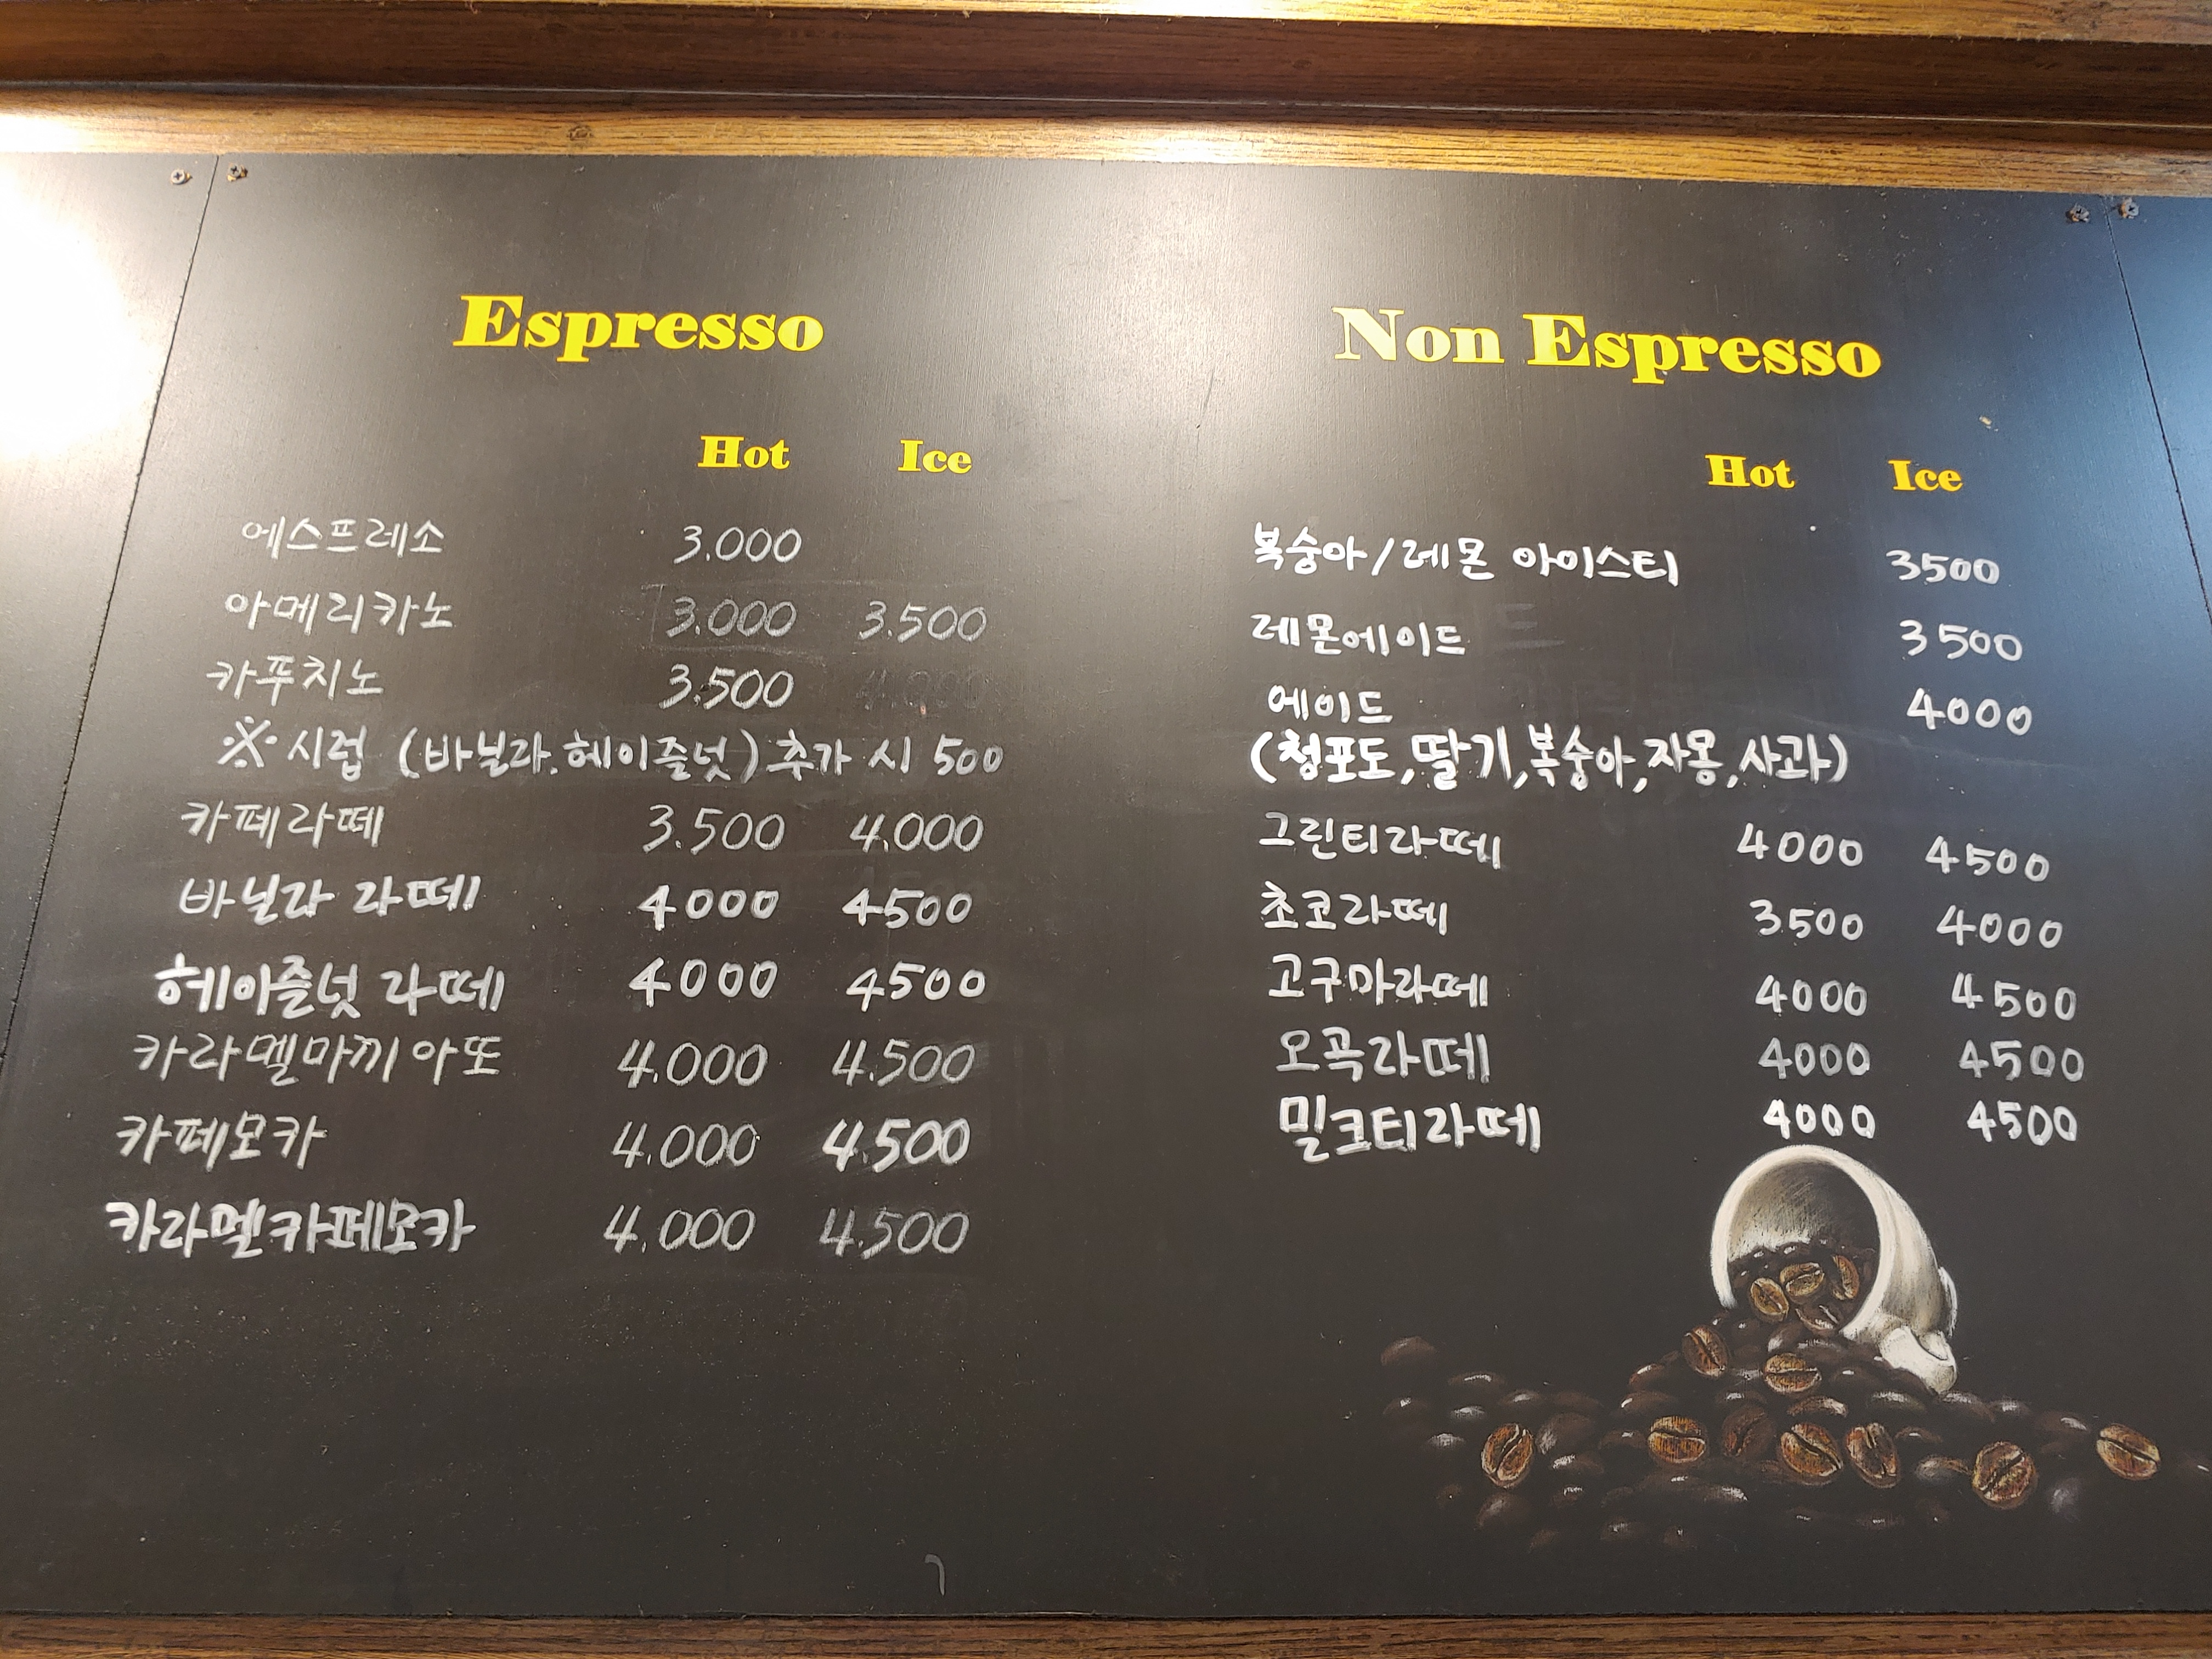 Espresso
Hot Ice
에스프레소 3.000
아메리카노 3.000 3.500
카푸치노 3.500
※ 시럽 (바닐라.헤이즐넛) 추가 시 500
카페라떼 3.500 4.000
바닐라 라떼 4000 4500
헤이즐넛 라떼 4000 4500
카라멜마끼아또 4.000 4.500
카페모카 4.000 4.500
카라멜카페모카 4.000 4.500
Non Espresso
Hot Ice
복숭아/레몬 아이스티 3500
레몬에이드 3500
에이드 4000
(청포도,딸기,복숭아,자몽,사과)
그린티라떼 4000 4500
초코라떼 3500 4000
고구마라떼 4000 4500
오곡라떼 4000 4500
밀크티라떼 4000 4500